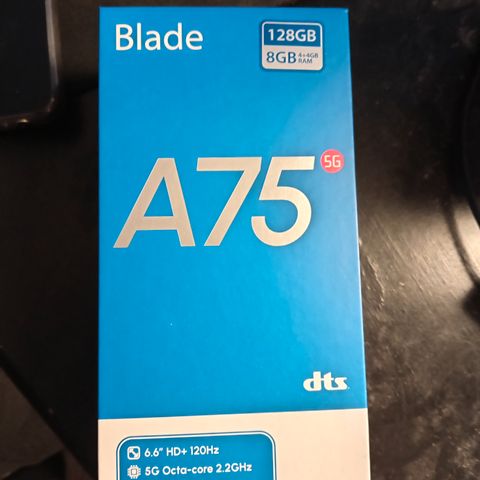 Blade
128GB
8GB 4+4GB RAM
A75 5G
dts
6.6" HD+ 120Hz
5G Octa-core 2.2GHz